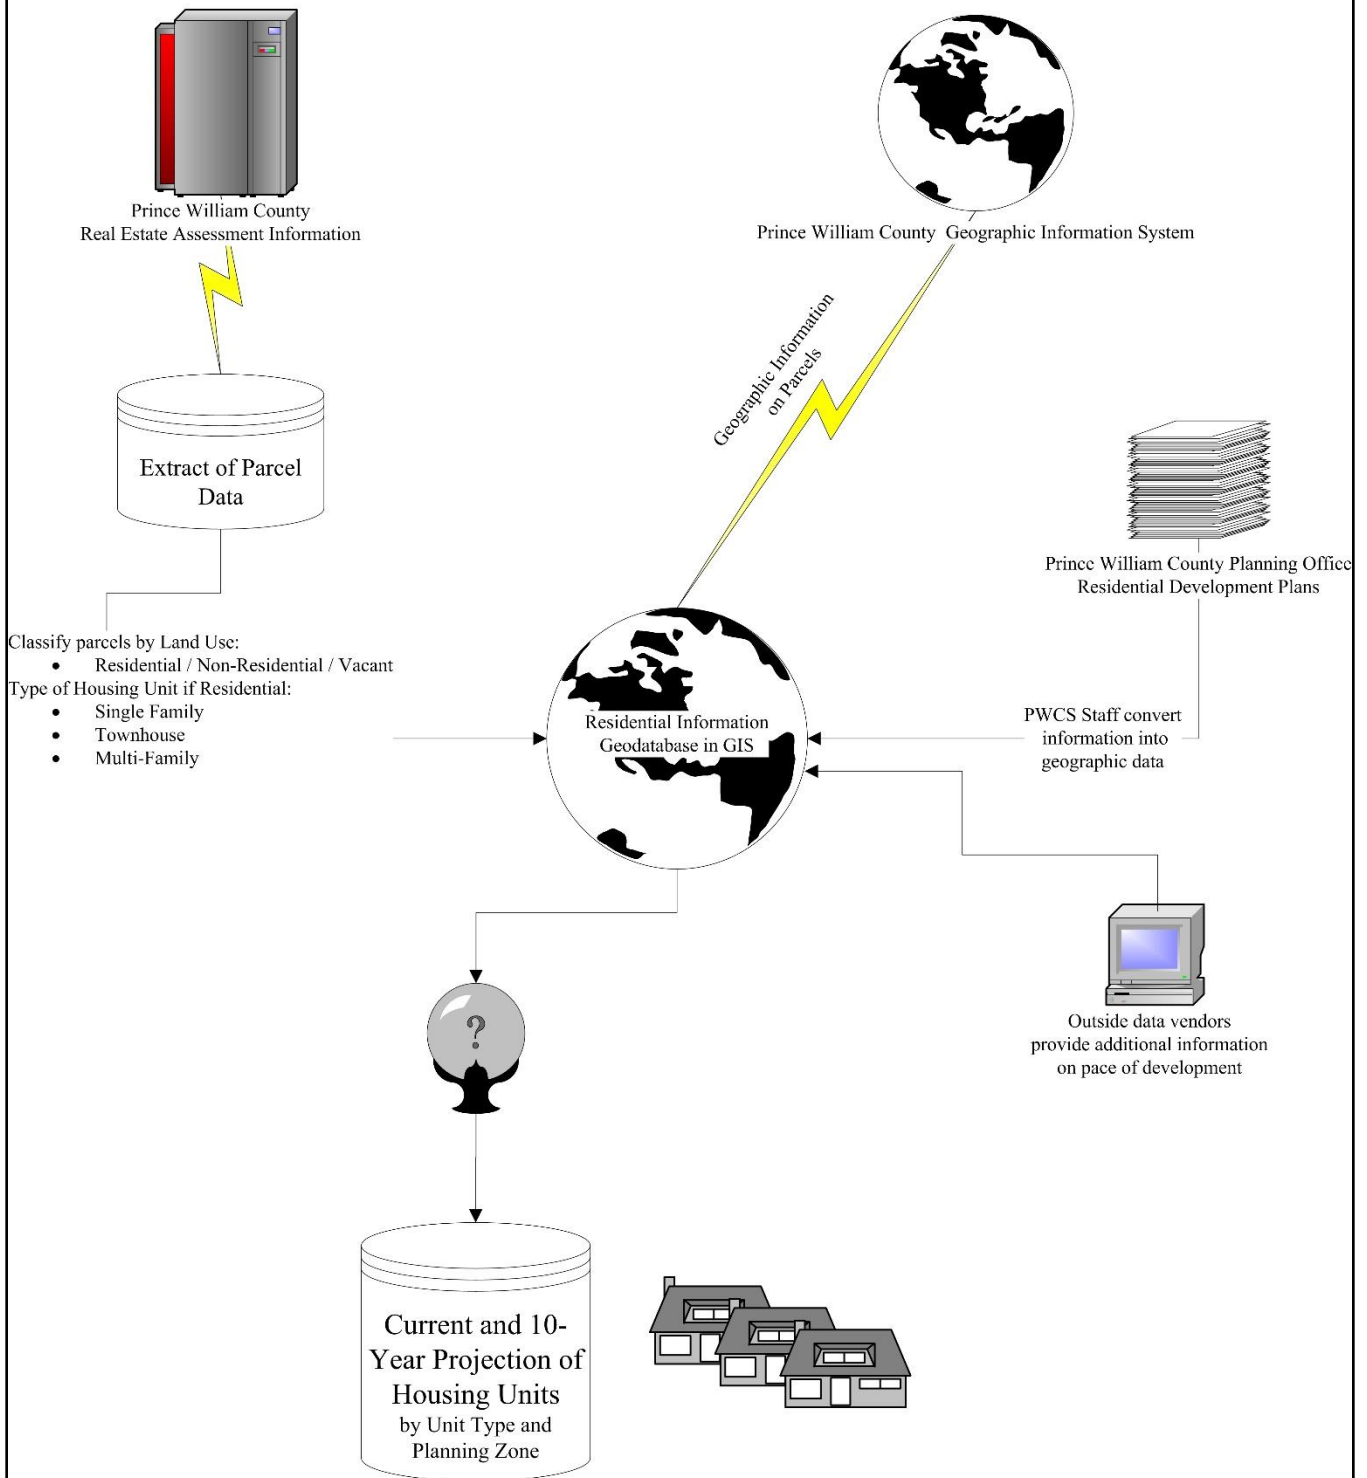 Prince William County
Real Estate Assessment Information
Prince William County  Geographic Information System
Geographic Information
on Parcels
Extract of Parcel
Data
Prince William County Planning Office
Residential Development Plans
Classify parcels by Land Use:
• Residential / Non-Residential / Vacant
Type of Housing Unit if Residential:
• Single Family
• Townhouse
• Multi-Family
Residential Information
Geodatabase in GIS
PWCS Staff convert
information into
geographic data
?
Outside data vendors
provide additional information
on pace of development
Current and 10-
Year Projection of
Housing Units
by Unit Type and
Planning Zone